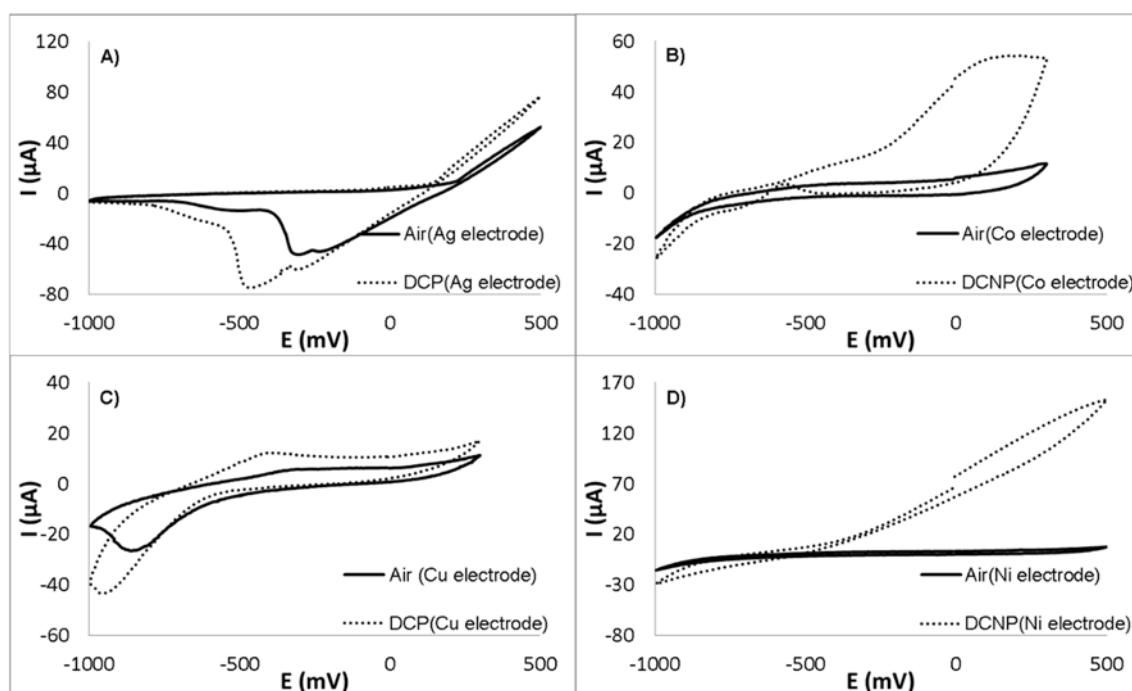 A)
I (µA)
120
80
40
0
-40
-80
-1000
-500
0
500
E (mV)
Air(Ag electrode)
DCP(Ag electrode)
B)
I (µA)
60
40
20
0
-20
-40
-1000
-500
0
500
E (mV)
Air(Co electrode)
DCNP(Co electrode)
C)
I (µA)
40
20
0
-20
-40
-60
-1000
-500
0
500
E (mV)
Air (Cu electrode)
DCP(Cu electrode)
D)
I (µA)
170
120
70
20
-30
-80
-1000
-500
0
500
E (mV)
Air(Ni electrode)
DCNP(Ni electrode)